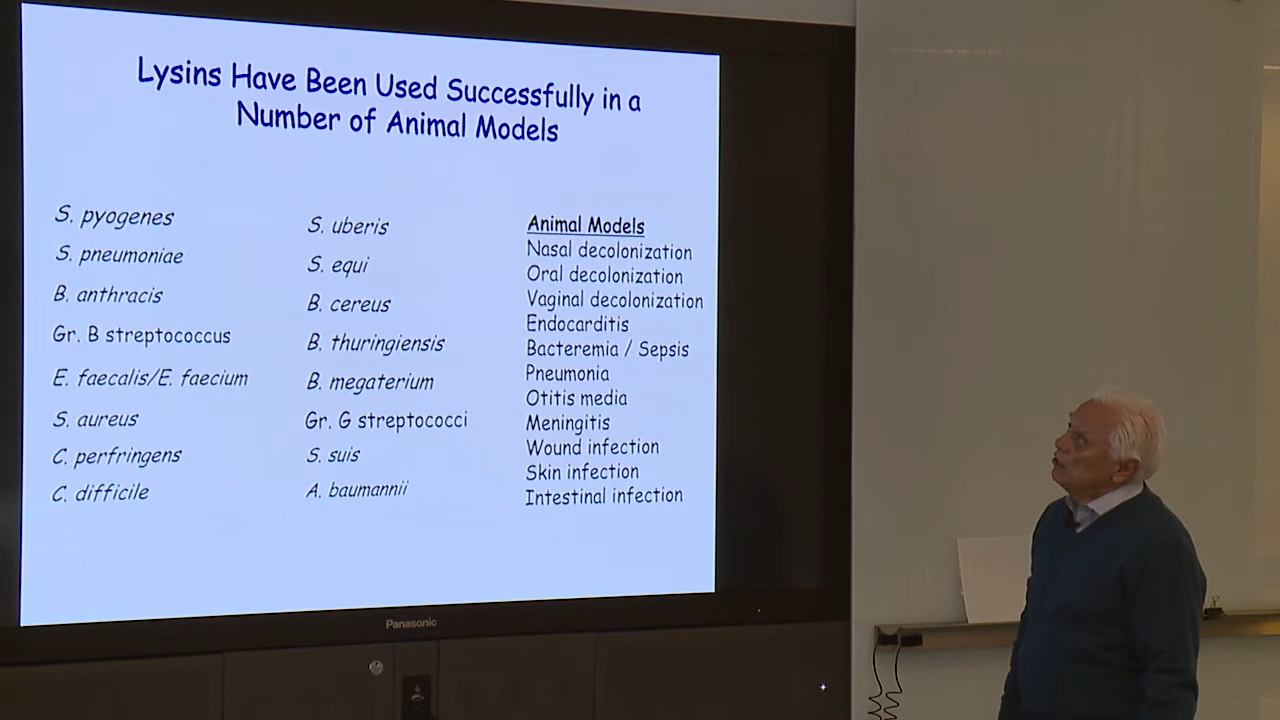 Lysins Have Been Used Successfully in a
Number of Animal Models
S. pyogenes
S. pneumoniae
B. anthracis
Gr. B streptococcus
E. faecalis/E. faecium
S. aureus
C. perfringens
C. difficile
S. uberis
S. equi
B. cereus
B. thuringiensis
B. megaterium
Gr. G streptococci
S. suis
A. baumannii
Animal Models
Nasal decolonization
Oral decolonization
Vaginal decolonization
Endocarditis
Bacteremia / Sepsis
Pneumonia
Otitis media
Meningitis
Wound infection
Skin infection
Intestinal infection
Panasonic